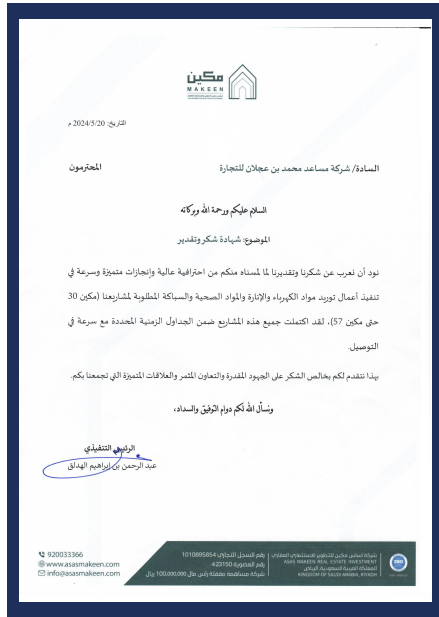 مكين
MAKEEN
التاريخ: 2024/5/20 م
السادة/ شركة مساعد محمد بن عجلان للتجارة المحترمون
السلام عليكم ورحمة الله وبركاته
الموضوع: شهادة شكر وتقدير
نود أن نعرب عن شكرنا وتقديرنا لما لمسناه منكم من احترافية عالية وإنجازات متميزة وسرعة في
تنفيذ أعمال توريد مواد الكهرباء والإنارة والمواد الصحية والسباكة المطلوبة لمشاريعنا (مكين 30
حتى مكين 57)، لقد اكتملت جميع هذه المشاريع ضمن الجداول الزمنية المحددة مع سرعة في
التوصيل.
بهذا نتقدم لكم بخالص الشكر على الجهود المقدرة والتعاون المثمر والعلاقات المتميزة التي تجمعنا بكم.
ونسأل الله لكم دوام التوفيق والسداد،
الرئيس التنفيذي
عبد الرحمن بن إبراهيم الهدلق
شركة أساس مكين للتطوير والاستثمار العقاري
ASAS MAKEEN REAL ESTATE INVESTMENT
المملكة العربية السعودية، الرياض
KINGDOM OF SAUDI ARABIA, RIYADH
رقم السجل التجاري 1010895854
رقم العضوية 423150
شركة مساهمة مقفلة رأس مال 100,000,000 ريال
920033366
www.asasmakeen.com
info@asasmakeen.com